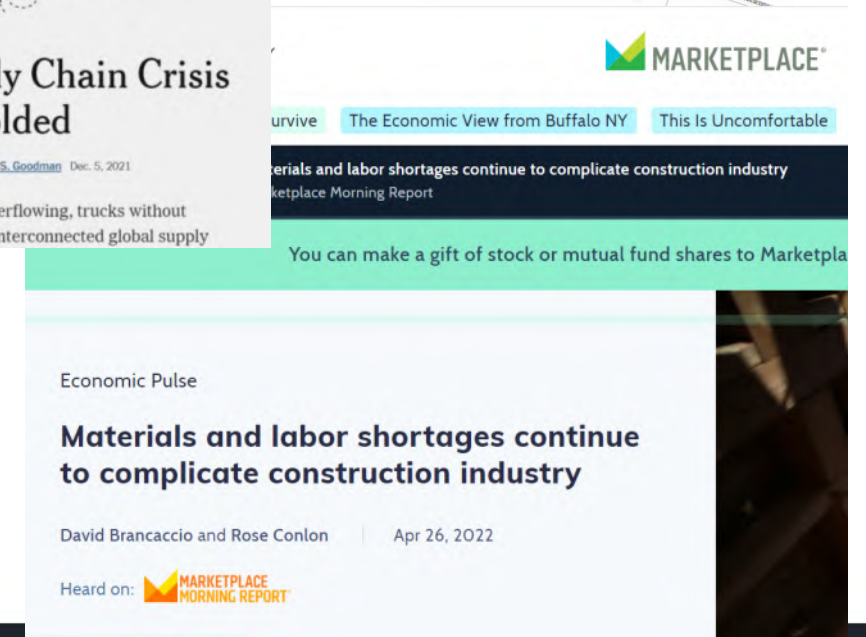 y Chain Crisis
lded
S. Goodman Dec. 5, 2021
erflowing, trucks without
nterconnected global supply
MARKETPLACE®
urvive
The Economic View from Buffalo NY
This Is Uncomfortable
terials and labor shortages continue to complicate construction industry
ketplace Morning Report
You can make a gift of stock or mutual fund shares to Marketpla
Economic Pulse
Materials and labor shortages continue
to complicate construction industry
David Brancaccio and Rose Conlon | Apr 26, 2022
Heard on: MARKETPLACE
MORNING REPORT®